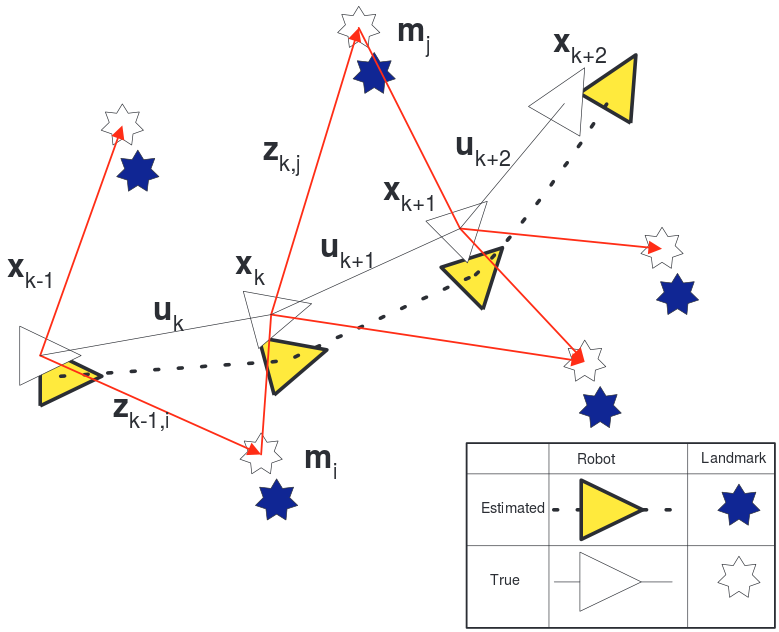 m_j
x_{k+2}
z_{k,j}
u_{k+2}
x_{k+1}
x_{k-1}
x_k
u_{k+1}
u_k
z_{k-1,i}
m_i
Robot Landmark
Estimated
True